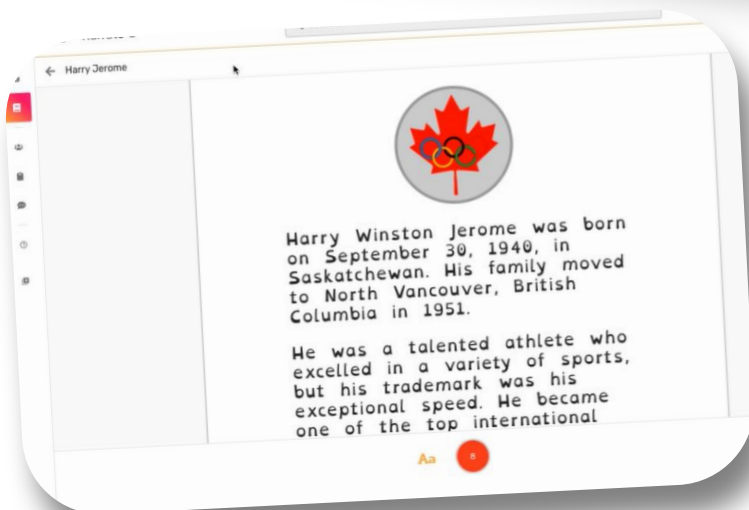 Harry Jerome
Harry Winston Jerome was born
on September 30, 1940, in
Saskatchewan. His family moved
to North Vancouver, British
Columbia in 1951.
He was a talented athlete who
excelled in a variety of sports,
but his trademark was his
exceptional speed. He became
one of the top international
Aa
8